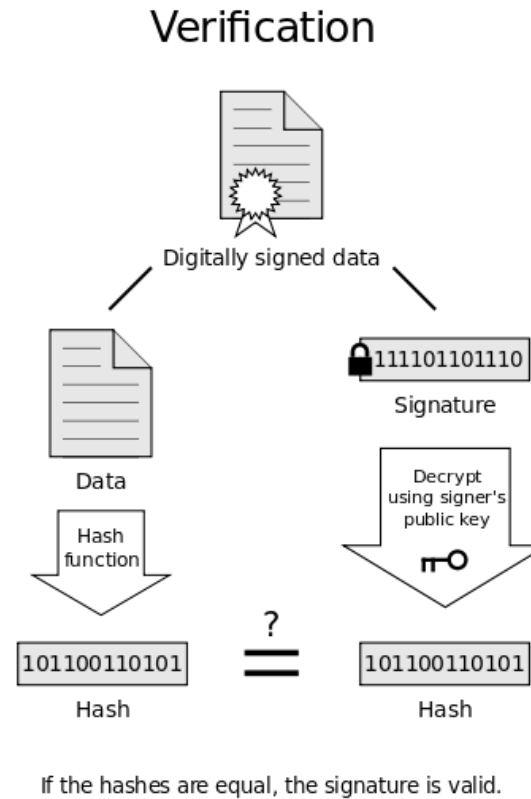 Verification
Digitally signed data
111101101110
Signature
Data
Decrypt
using signer's
public key
Hash
function
?
101100110101
101100110101
Hash
Hash
If the hashes are equal, the signature is valid.